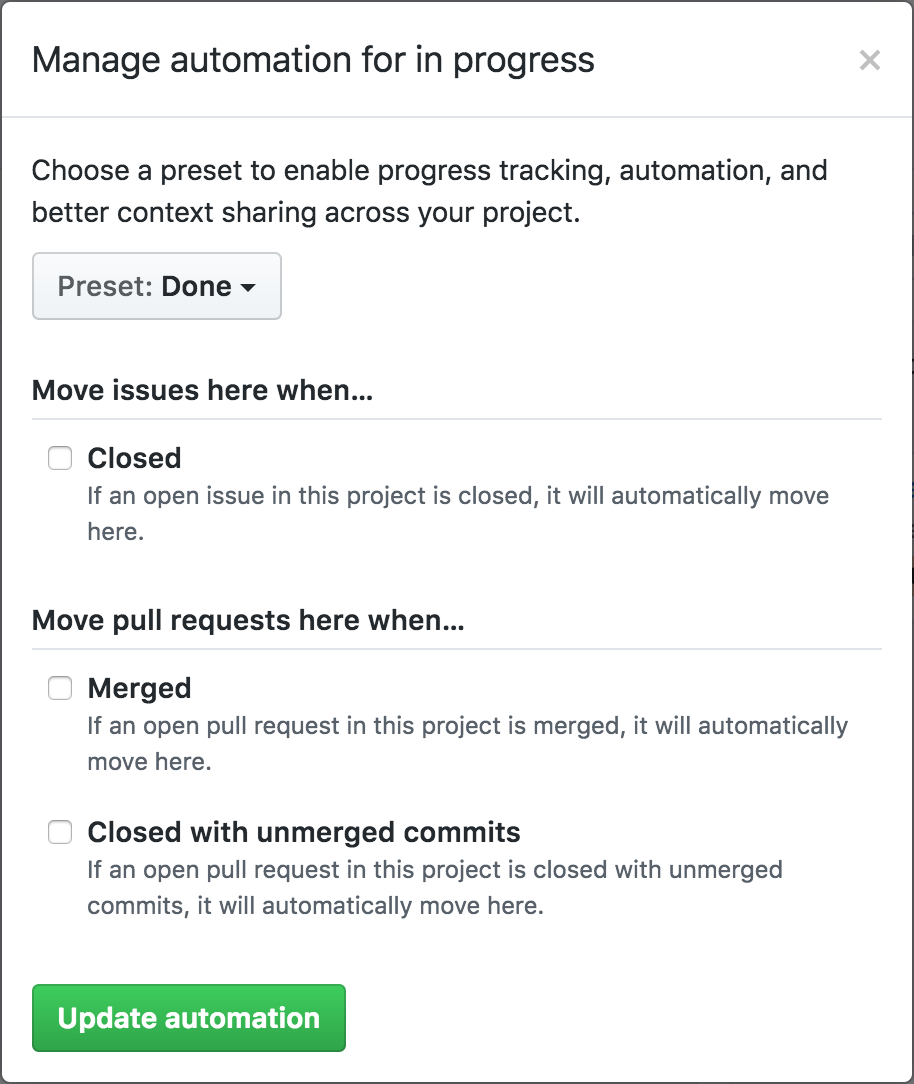 Manage automation for in progress
Choose a preset to enable progress tracking, automation, and
better context sharing across your project.
Preset: Done
Move issues here when...
Closed
If an open issue in this project is closed, it will automatically move
here.
Move pull requests here when...
Merged
If an open pull request in this project is merged, it will automatically
move here.
Closed with unmerged commits
If an open pull request in this project is closed with unmerged
commits, it will automatically move here.
Update automation